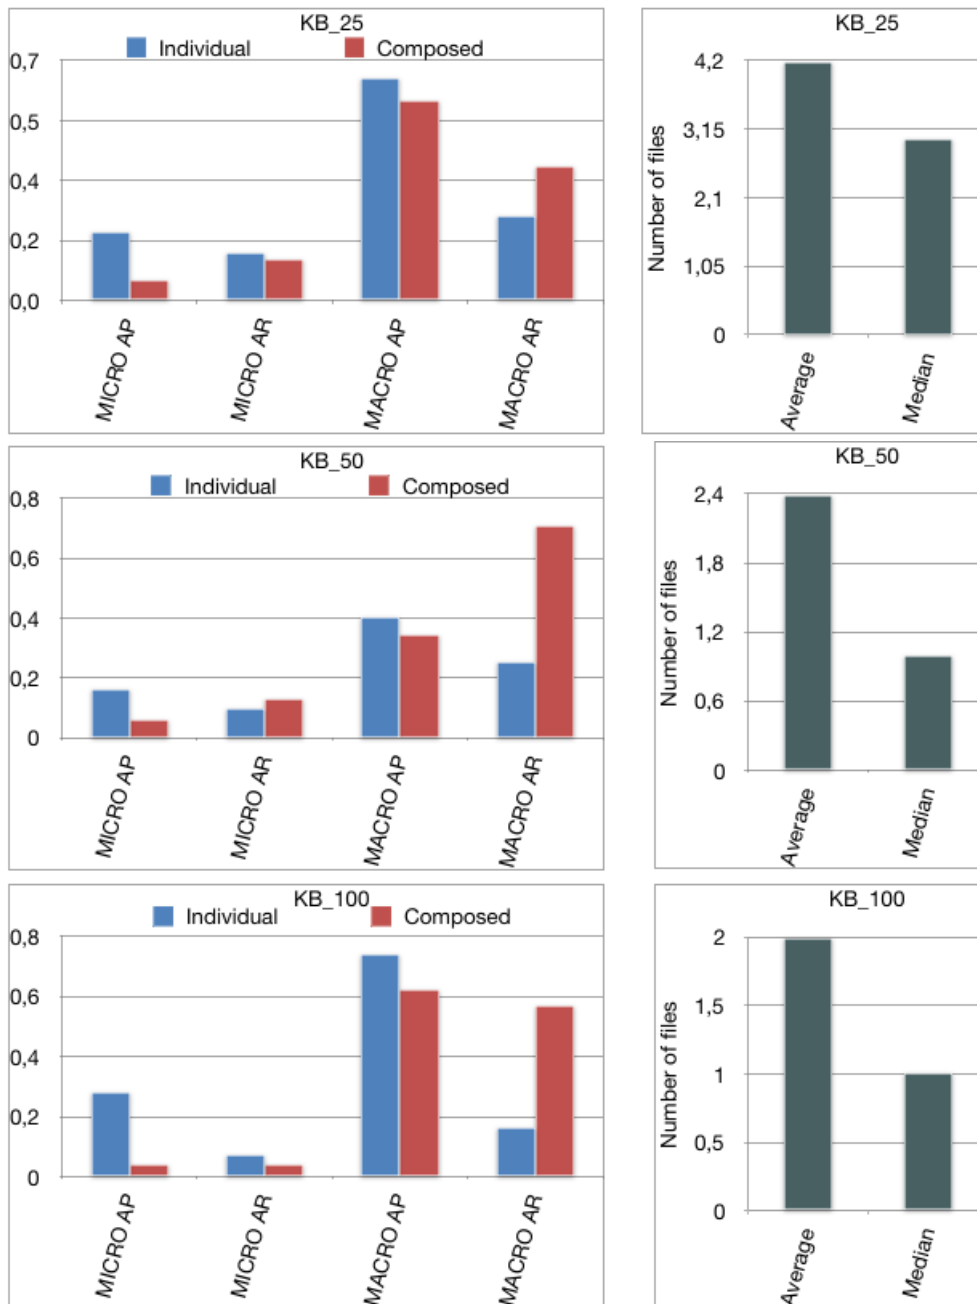 KB_25
Individual Composed
0,7
0,5
0,4
0,2
0,0
MICRO AP
MICRO AR
MACRO AP
MACRO AR
KB_25
Number of files
4,2
3,15
2,1
1,05
0
Average
Median
KB_50
Individual Composed
0,8
0,6
0,4
0,2
0
MICRO AP
MICRO AR
MACRO AP
MACRO AR
KB_50
Number of files
2,4
1,8
1,2
0,6
0
Average
Median
KB_100
Individual Composed
0,8
0,6
0,4
0,2
0
MICRO AP
MICRO AR
MACRO AP
MACRO AR
KB_100
Number of files
2
1,5
1
0,5
0
Average
Median